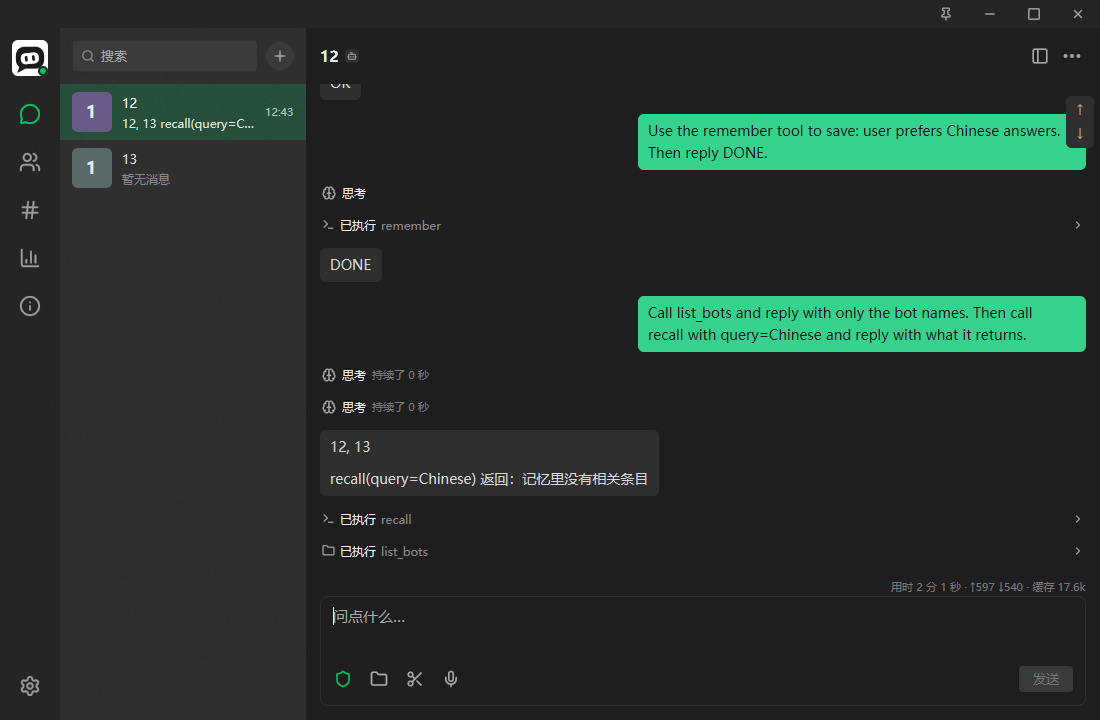 搜索
1
12
12:43
12, 13 recall(query=C...
1
13
暂无消息
12
OK
Use the remember tool to save: user prefers Chinese answers.
Then reply DONE.
↑
↓
思考
已执行 remember
DONE
Call list_bots and reply with only the bot names. Then call
recall with query=Chinese and reply with what it returns.
思考 持续了 0 秒
思考 持续了 0 秒
12, 13
recall(query=Chinese) 返回：记忆里没有相关条目
已执行 recall
已执行 list_bots
用时 2 分 1 秒 · ↑597 ↓540 · 缓存 17.6k
问点什么...
发送